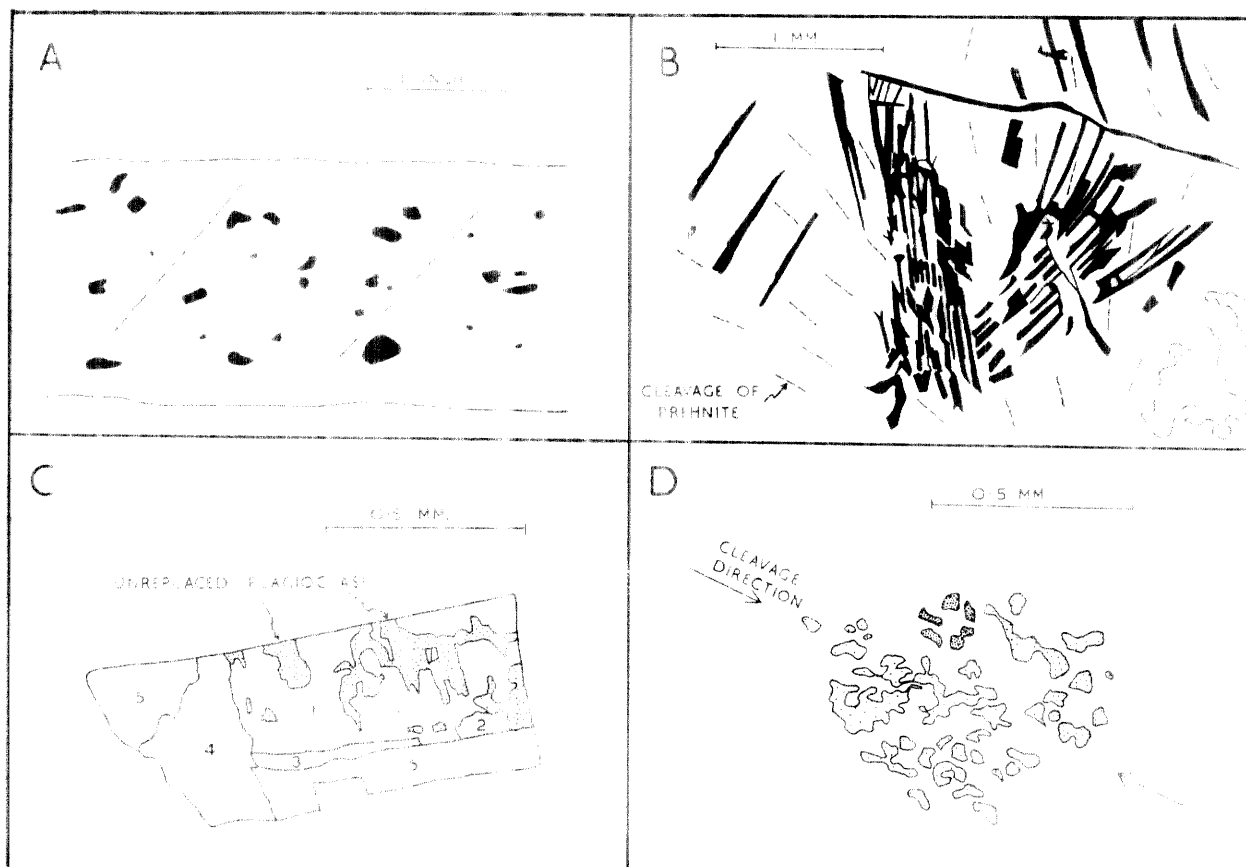 A
B
1 MM
CLEAVAGE OF
PREHNITE
C
0·5 MM
UNREPLACED PLAGIOCLASE
5
4
3
2
D
0·5 MM
CLEAVAGE
DIRECTION